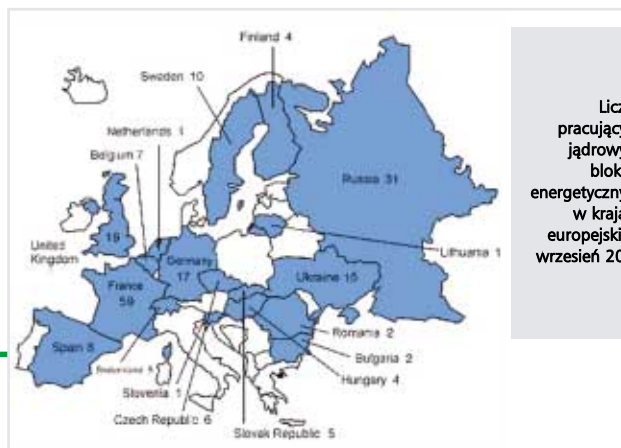 Finland 4
Sweden 10
Netherlands 1
Belgium 7
Russia 31
United
Kingdom
19
Germany
17
Lithuania 1
France
59
Ukraine 15
Romania 2
Spain 8
Bulgaria 2
Slovenia 1
Hungary 4
Czech Republic 6
Slovak Republic 5
Licz
pracujący
jądrowy
blok
energetyczny
w kraja
europejski
wrzesień 20